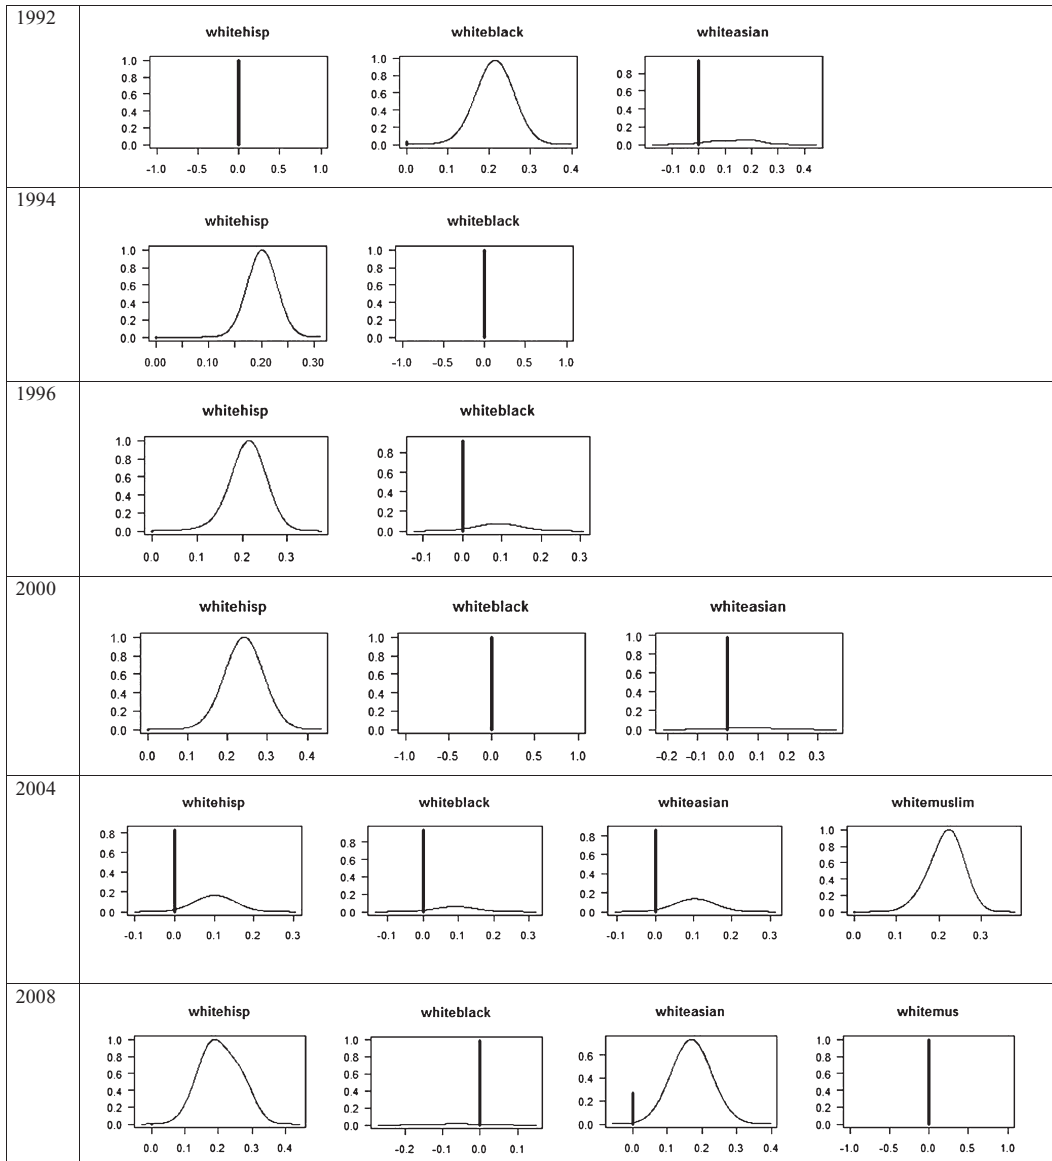 1992
whitehisp whiteblack whiteasian
1.0 1.0 0.8
0.8 0.8 0.6
0.6 0.6 0.4
0.4 0.4 0.2
0.2 0.2 0.0
0.0 0.0
-1.0 -0.5 0.0 0.5 1.0 0.0 0.1 0.2 0.3 0.4 -0.1 0.0 0.1 0.2 0.3 0.4
1994
whitehisp whiteblack
1.0 1.0
0.8 0.8
0.6 0.6
0.4 0.4
0.2 0.2
0.0 0.0
0.00 0.10 0.20 0.30 -1.0 -0.5 0.0 0.5 1.0
1996
whitehisp whiteblack
1.0 0.8
0.8 0.6
0.6 0.4
0.4 0.2
0.2 0.0
0.0
0.0 0.1 0.2 0.3 -0.1 0.0 0.1 0.2 0.3
2000
whitehisp whiteblack whiteasian
1.0 1.0 1.0
0.8 0.8 0.8
0.6 0.6 0.6
0.4 0.4 0.4
0.2 0.2 0.2
0.0 0.0 0.0
0.0 0.1 0.2 0.3 0.4 -1.0 -0.5 0.0 0.5 1.0 -0.2 -0.1 0.0 0.1 0.2 0.3
2004
whitehisp whiteblack whiteasian whitemuslim
0.8 0.8 0.8 1.0
0.6 0.6 0.6 0.8
0.4 0.4 0.4 0.6
0.2 0.2 0.2 0.4
0.0 0.0 0.0 0.2
0.0
-0.1 0.0 0.1 0.2 0.3 -0.1 0.0 0.1 0.2 0.3 -0.1 0.0 0.1 0.2 0.3 0.0 0.1 0.2 0.3
2008
whitehisp whiteblack whiteasian whitemus
1.0 1.0 0.6 1.0
0.8 0.8 0.4 0.8
0.6 0.6 0.2 0.6
0.4 0.4 0.0 0.4
0.2 0.2 0.2
0.0 0.0 0.0
0.0 0.1 0.2 0.3 0.4 -0.2 -0.1 0.0 0.1 0.0 0.1 0.2 0.3 0.4 -1.0 -0.5 0.0 0.5 1.0